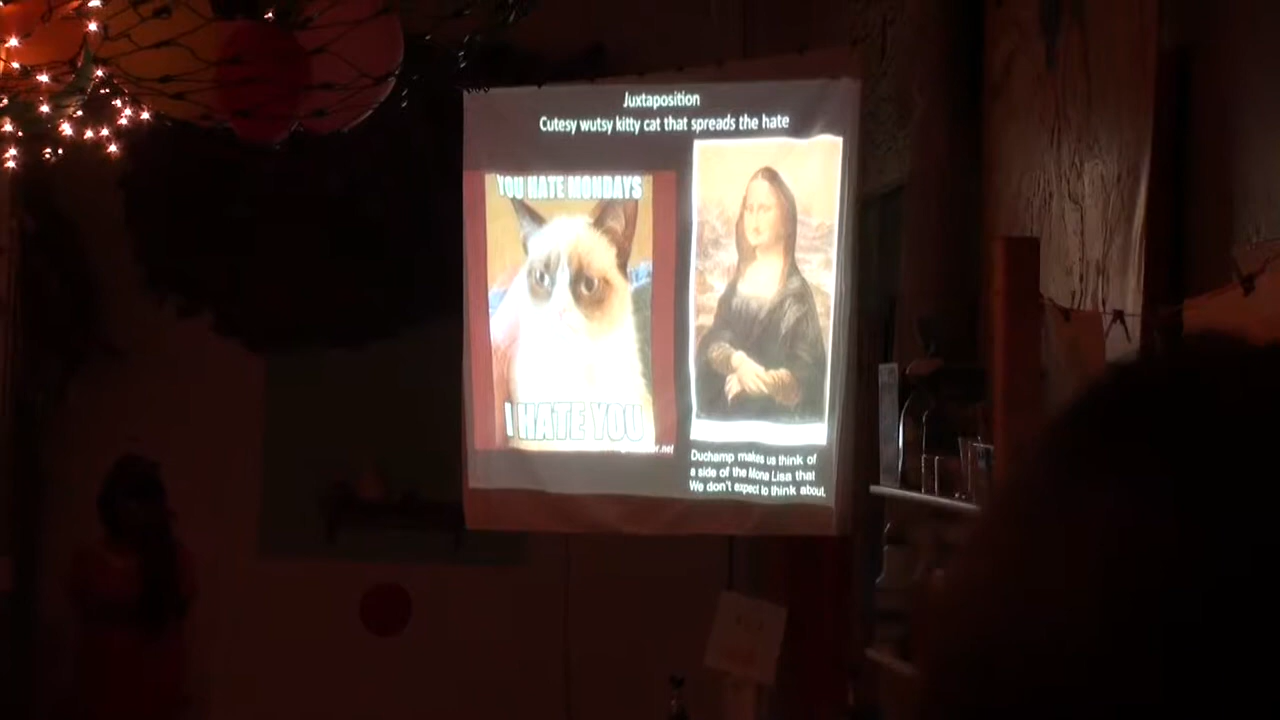 Juxtaposition
Cutesy wutsy kitty cat that spreads the hate
YOU HATE MONDAYS
I HATE YOU
.net
Duchamp makes us think of
a side of the Mona Lisa that
We don't expect to think about.